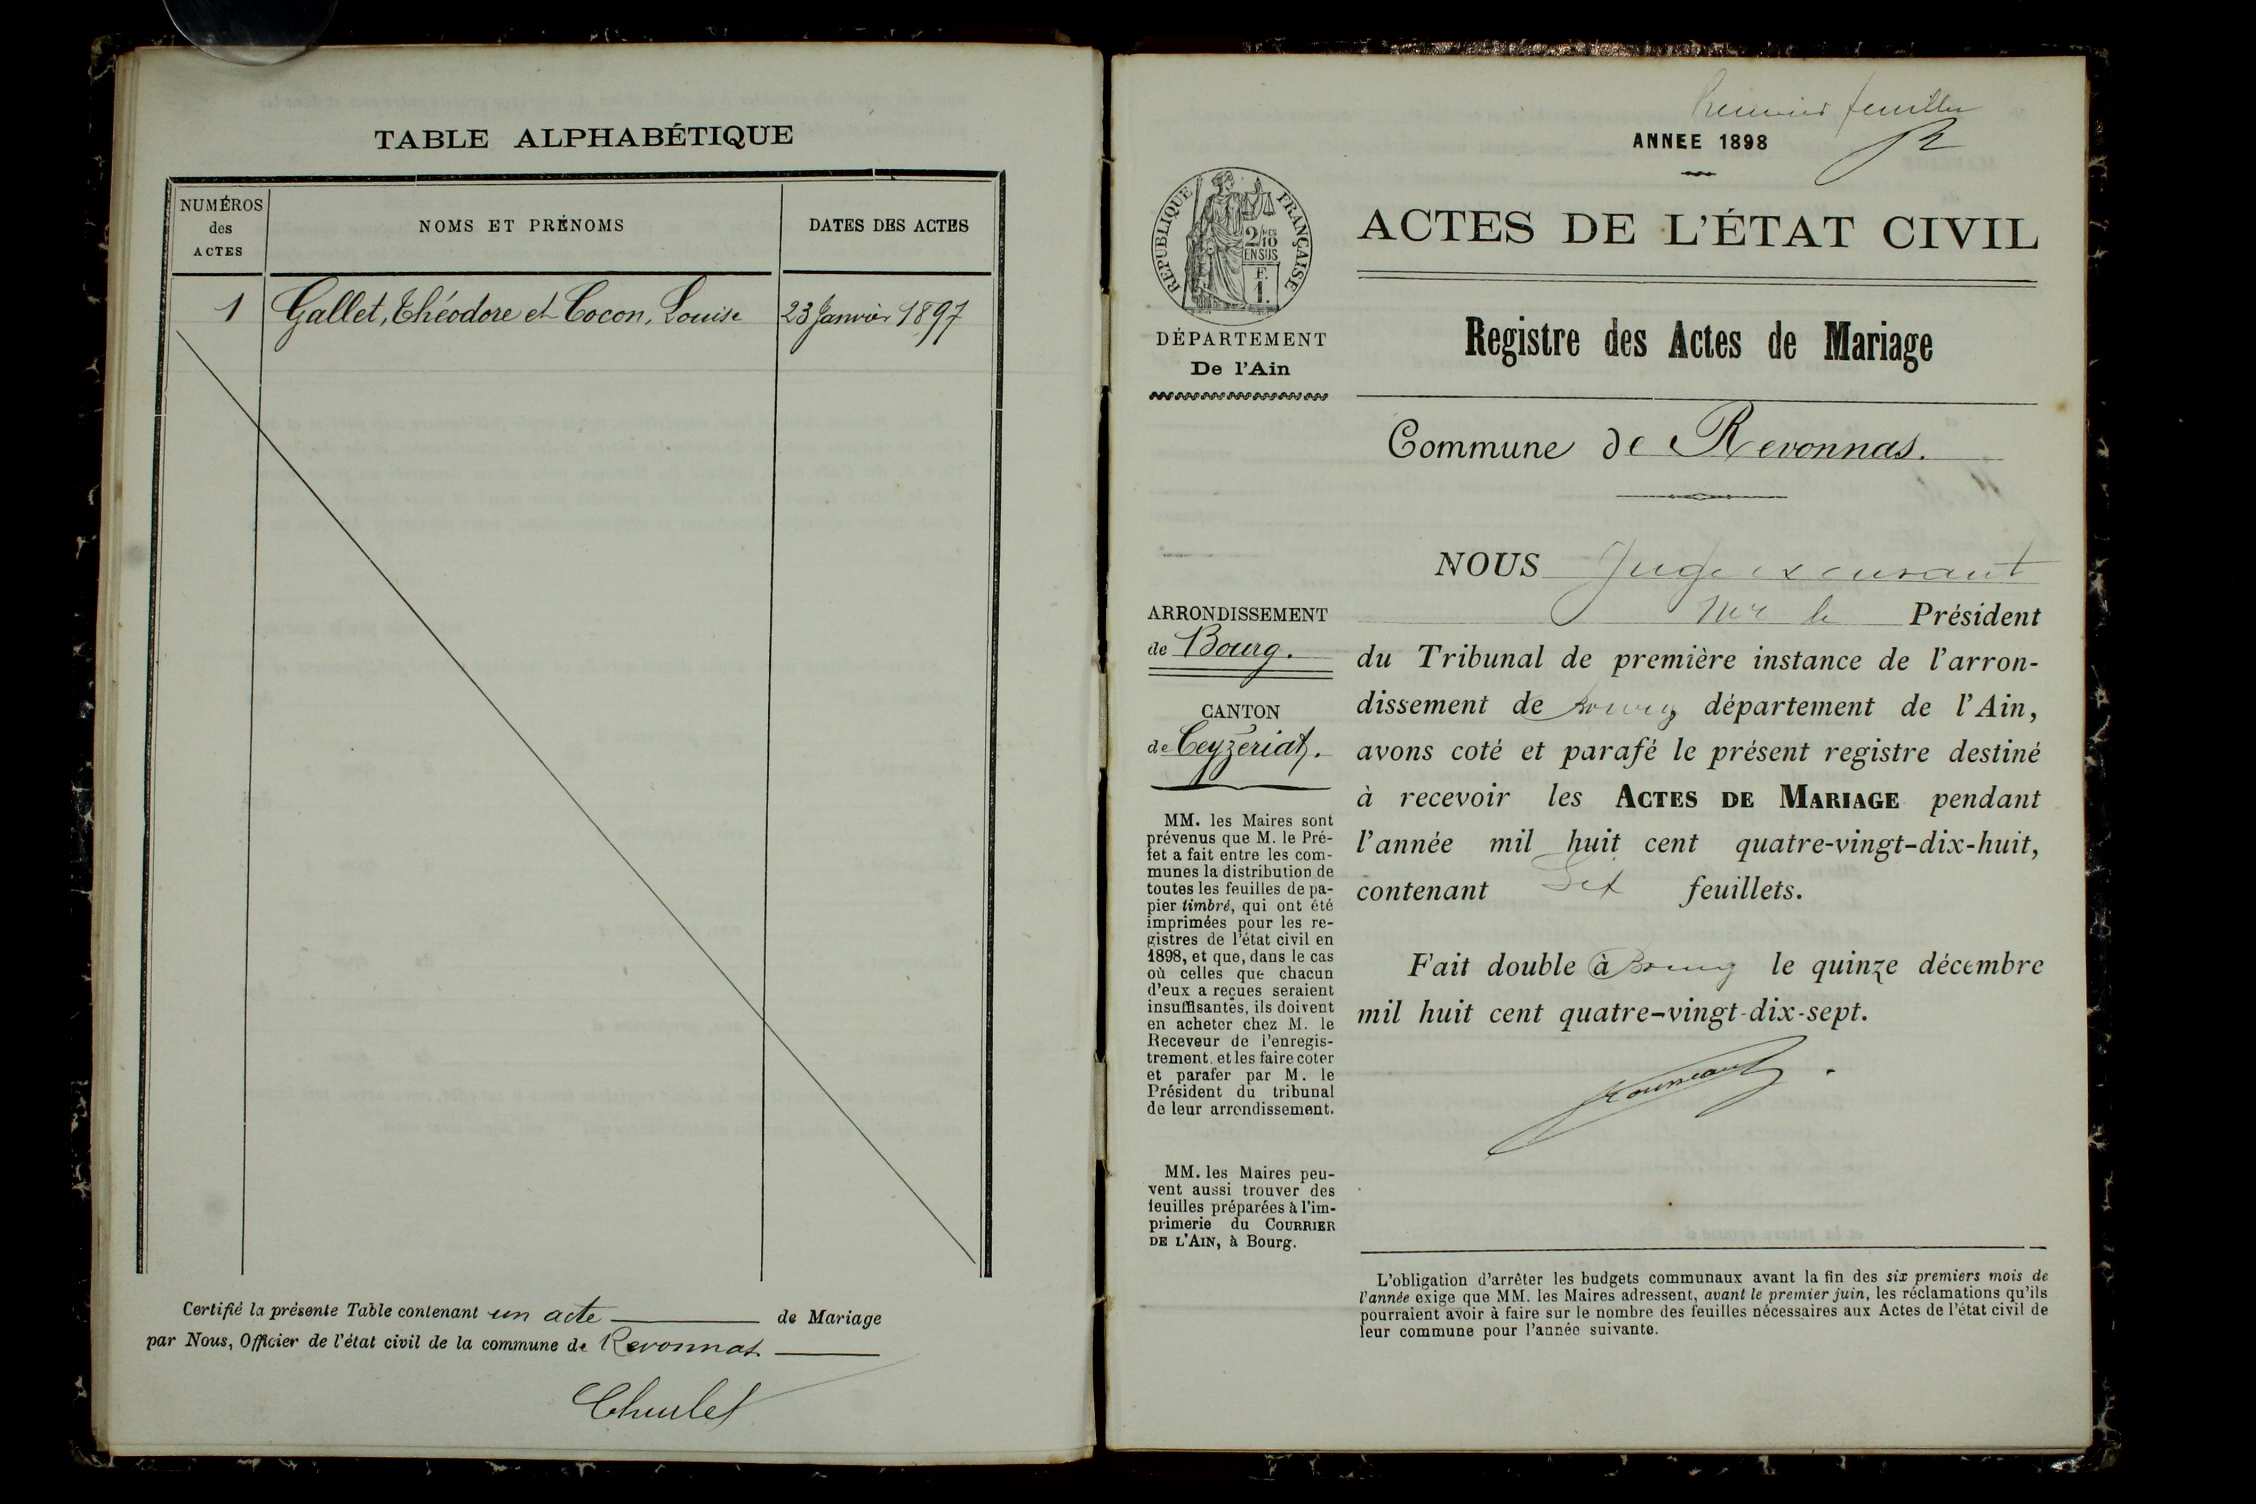 TABLE ALPHABÉTIQUE
NUMÉROS
des
ACTES
NOMS ET PRÉNOMS
DATES DES ACTES
1 Gallet, Théodore et Cocon, Louise 23 Janvier 1897
Certifié la présente Table contenant un acte de Mariage
par Nous, Officier de l'état civil de la commune de Revonnas
Premier feuillet
ANNEE 1898
RÉPUBLIQUE FRANÇAISE
2/10
EN SUS
F.
1.
DÉPARTEMENT
De l'Ain
ARRONDISSEMENT
de Bourg.
CANTON
de Ceyzériat.
MM. les Maires sont
prévenus que M. le Pré-
fet a fait entre les com-
munes la distribution de
toutes les feuilles de pa-
pier timbré, qui ont été
imprimées pour les re-
gistres de l'état civil en
1898, et que, dans le cas
où celles que chacun
d'eux a reçues seraient
insuffisantes, ils doivent
en acheter chez M. le
Receveur de l'enregis-
trement. et les faire coter
et parafer par M. le
Président du tribunal
de leur arrondissement.
MM. les Maires peu-
vent aussi trouver des
feuilles préparées à l'im-
primerie du COURRIER
DE L'AIN, à Bourg.
ACTES DE L'ÉTAT CIVIL
Registre des Actes de Mariage
Commune de Revonnas.
NOUS Juge
Mr le Président
du Tribunal de première instance de l'arron-
dissement de Bourg département de l'Ain,
avons coté et parafé le présent registre destiné
à recevoir les ACTES DE MARIAGE pendant
l'année mil huit cent quatre-vingt-dix-huit,
contenant feuillets.
Fait double à Bourg le quinze décembre
mil huit cent quatre-vingt-dix-sept.
L'obligation d'arrêter les budgets communaux avant la fin des six premiers mois de
l'année exige que MM. les Maires adressent, avant le premier juin, les réclamations qu'ils
pourraient avoir à faire sur le nombre des feuilles nécessaires aux Actes de l'état civil de
leur commune pour l'année suivante.